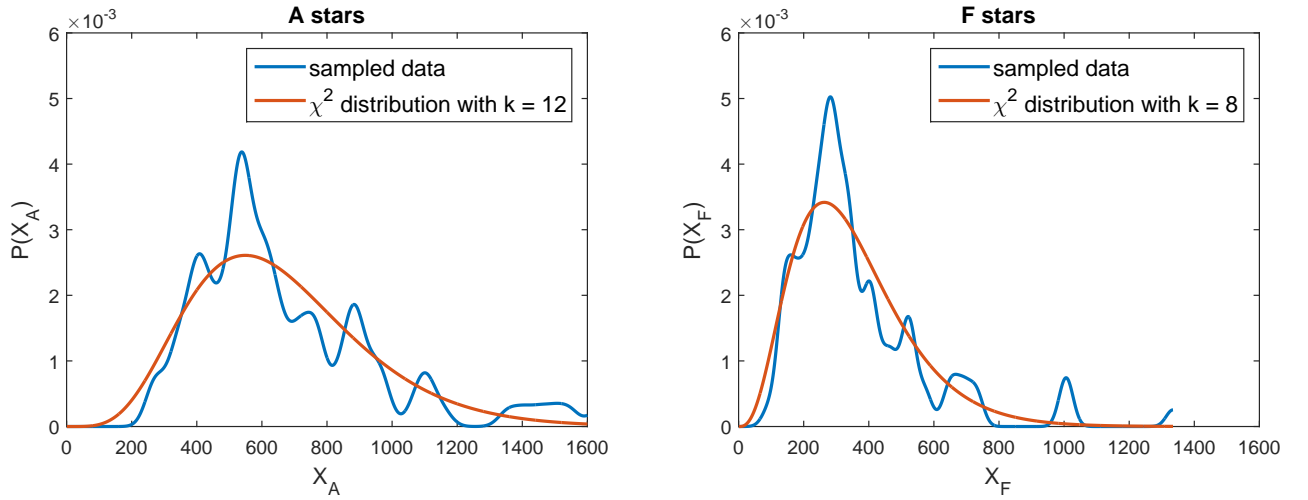 A stars
×10⁻³
6
5
4
3
2
1
0
P(X_A)
sampled data
χ² distribution with k = 12
0 200 400 600 800 1000 1200 1400 1600
X_A
F stars
×10⁻³
6
5
4
3
2
1
0
P(X_F)
sampled data
χ² distribution with k = 8
0 200 400 600 800 1000 1200 1400 1600
X_F